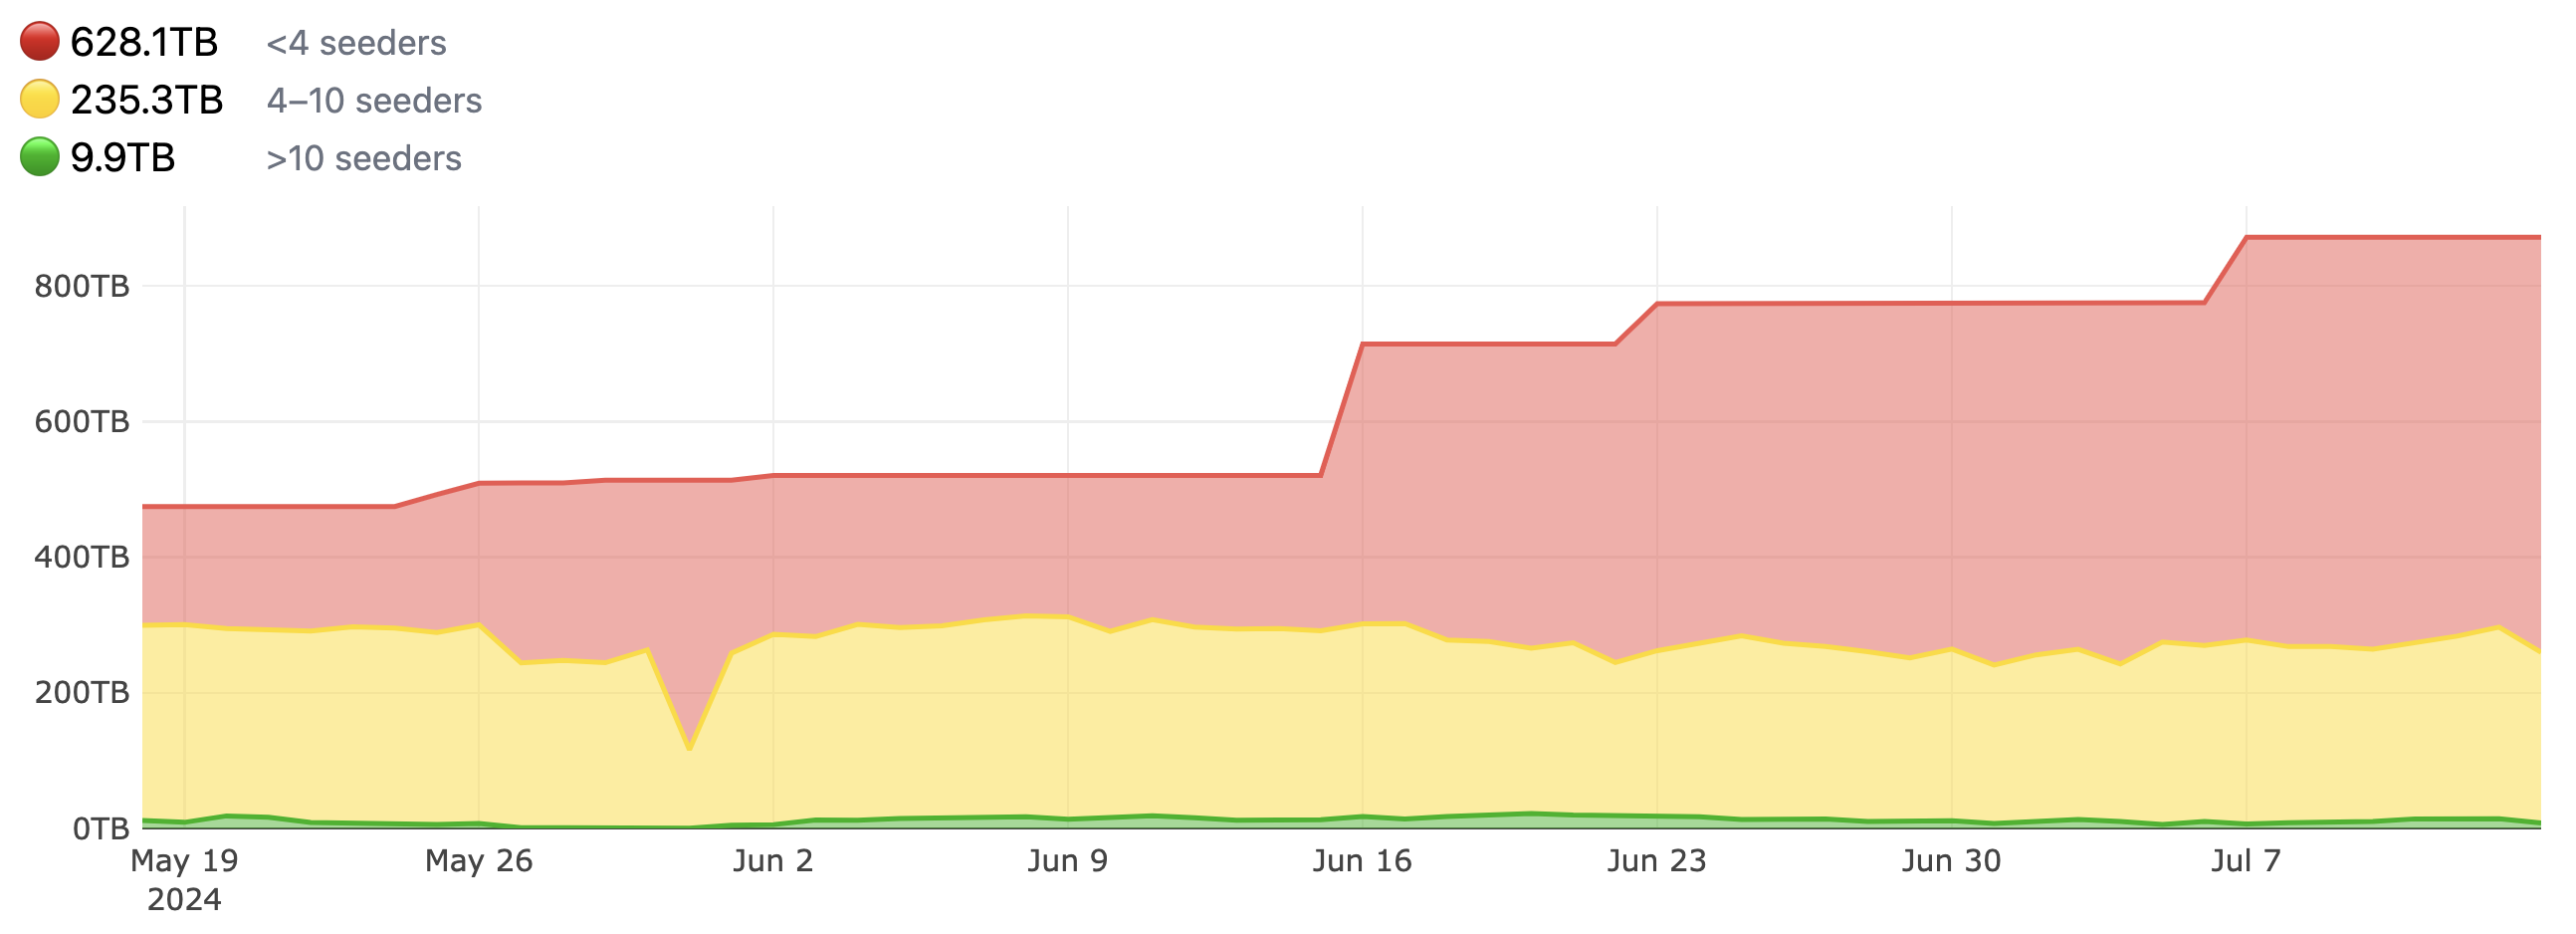 628.1TB <4 seeders
235.3TB 4–10 seeders
9.9TB >10 seeders
800TB
600TB
400TB
200TB
0TB
May 19 May 26 Jun 2 Jun 9 Jun 16 Jun 23 Jun 30 Jul 7
2024